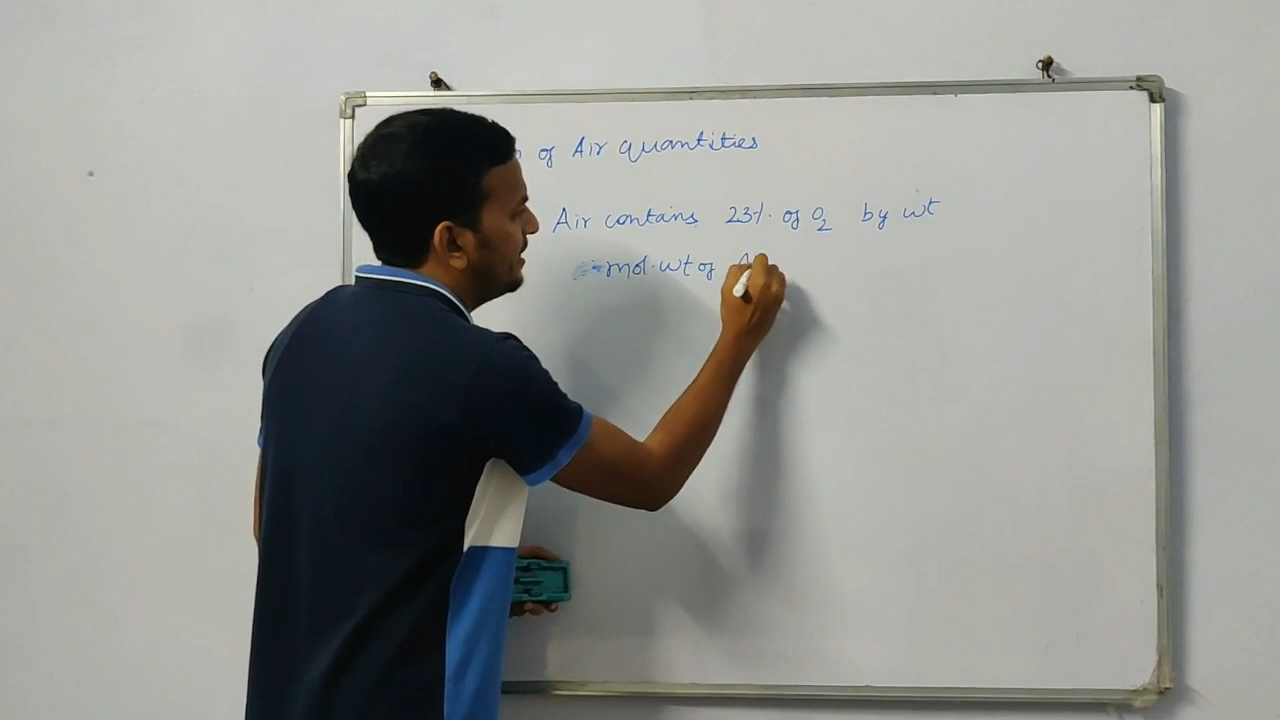 of Air quantities
Air contains 23% of O2 by wt
mol. wt of